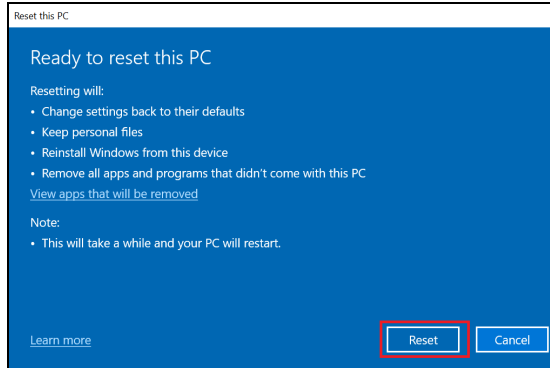 Reset this PC
Ready to reset this PC
Resetting will:
• Change settings back to their defaults
• Keep personal files
• Reinstall Windows from this device
• Remove all apps and programs that didn't come with this PC
View apps that will be removed
Note:
• This will take a while and your PC will restart.
Learn more
Reset
Cancel